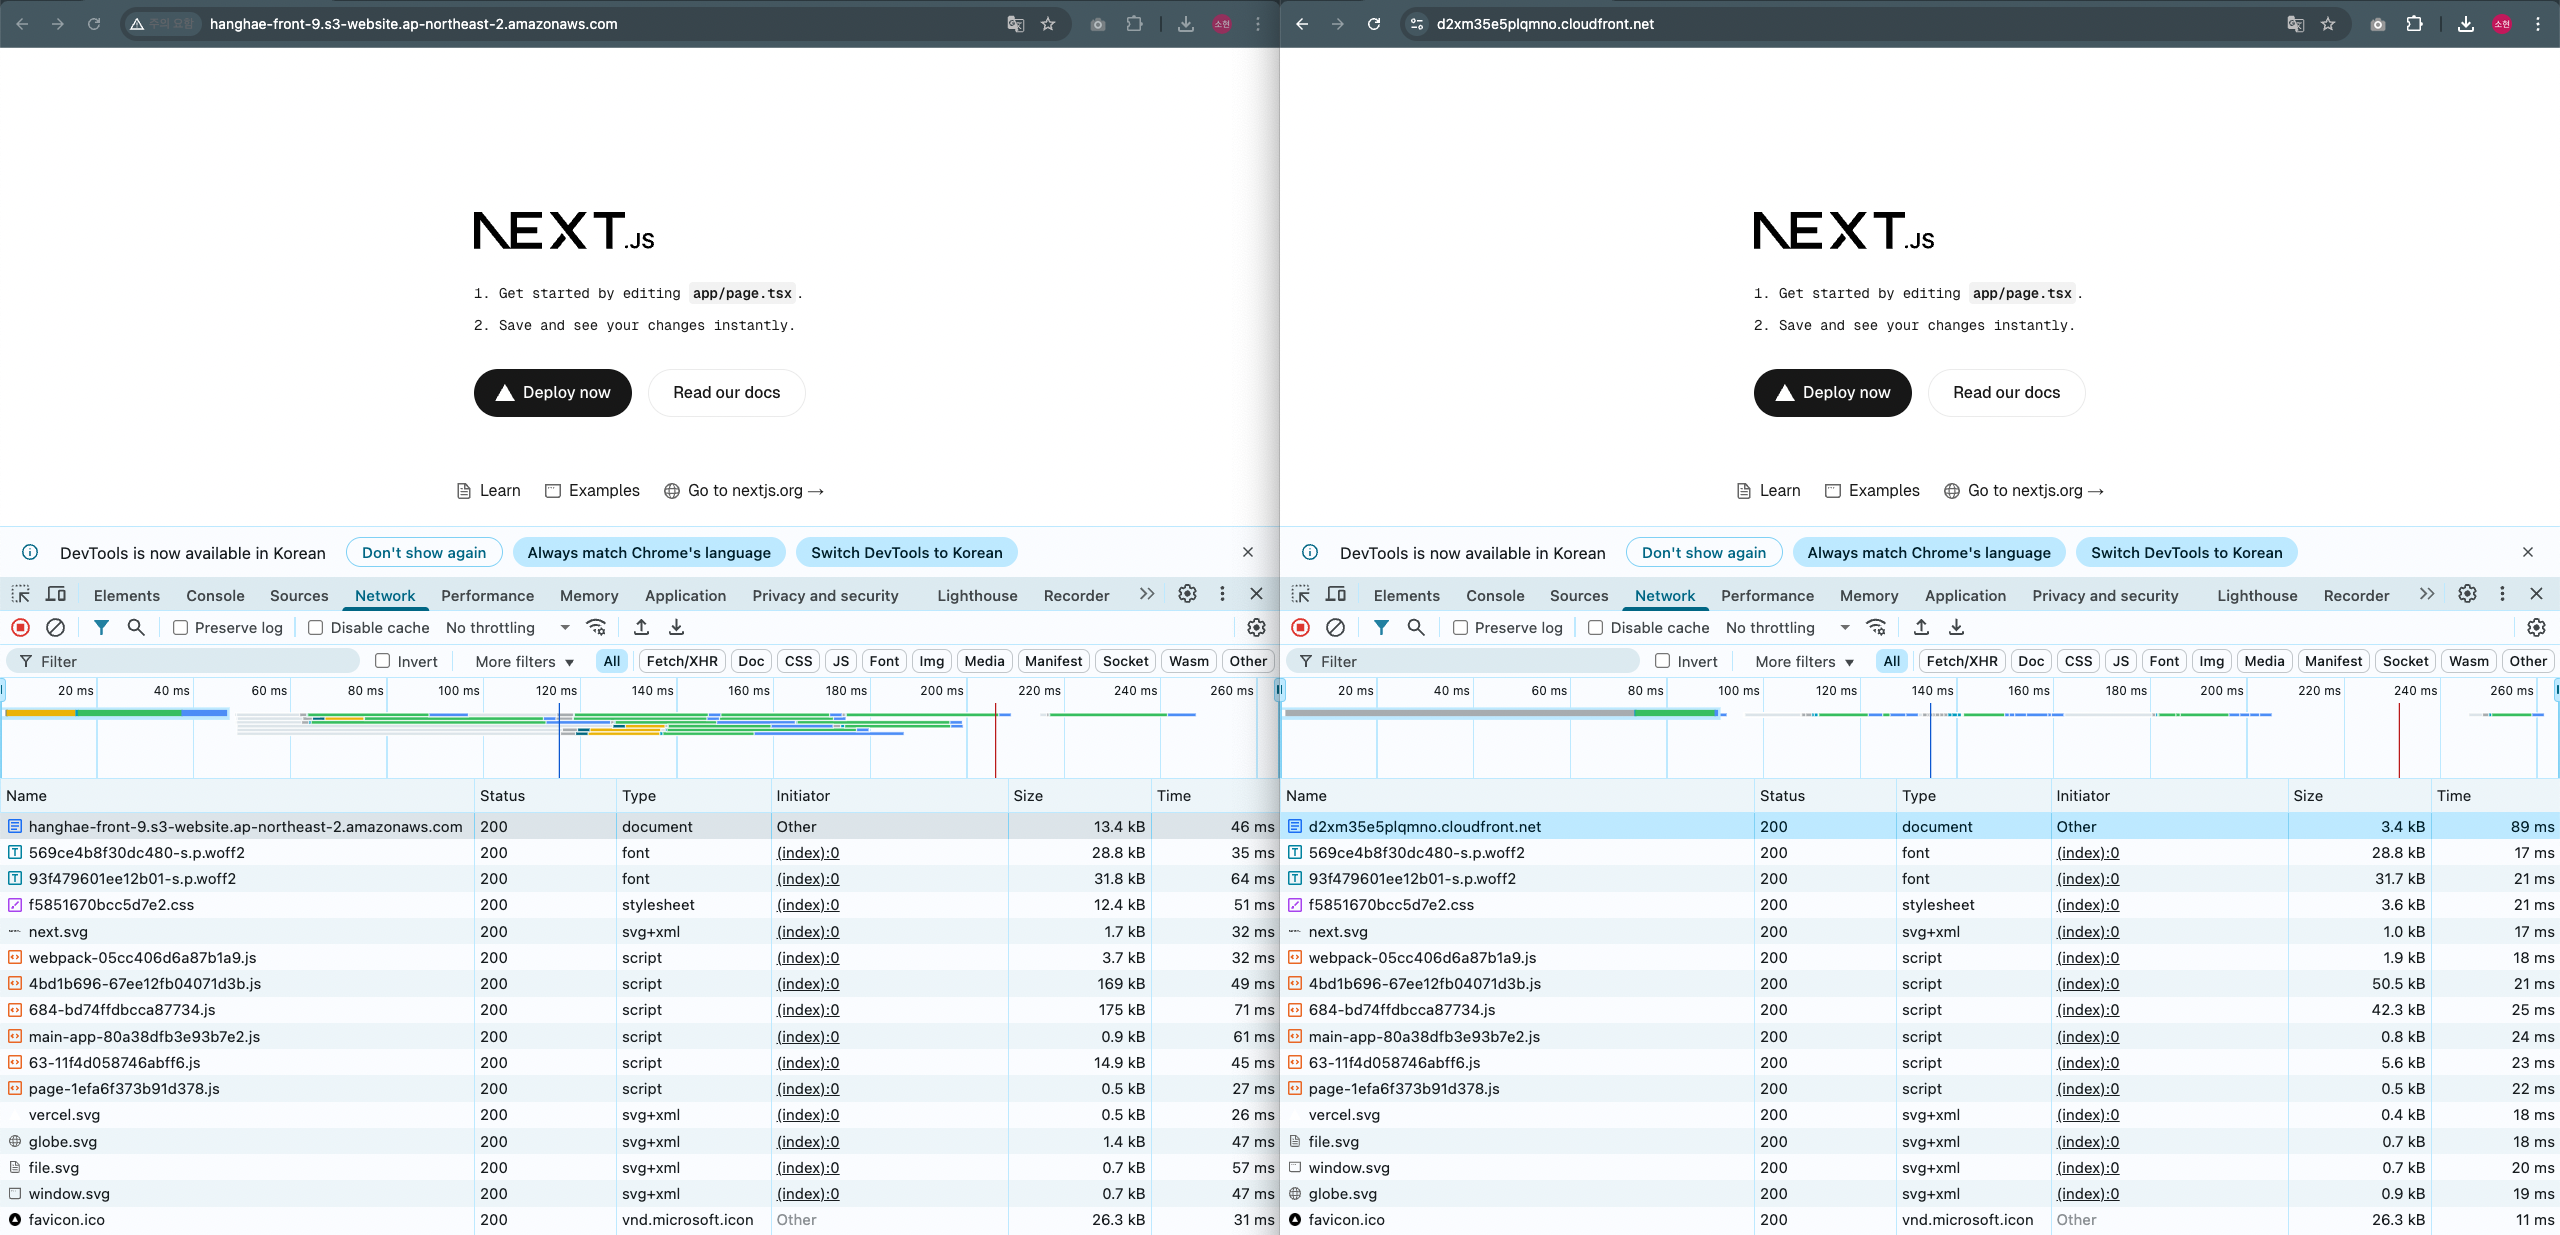 주의 요함 hanghae-front-9.s3-website.ap-northeast-2.amazonaws.com 소현
NEXT.JS
1. Get started by editing app/page.tsx.
2. Save and see your changes instantly.
Deploy now Read our docs
Learn Examples Go to nextjs.org →
DevTools is now available in Korean Don't show again Always match Chrome's language Switch DevTools to Korean
Elements Console Sources Network Performance Memory Application Privacy and security Lighthouse Recorder
Preserve log Disable cache No throttling
Filter Invert More filters All Fetch/XHR Doc CSS JS Font Img Media Manifest Socket Wasm Other
20 ms 40 ms 60 ms 80 ms 100 ms 120 ms 140 ms 160 ms 180 ms 200 ms 220 ms 240 ms 260 ms
Name Status Type Initiator Size Time
hanghae-front-9.s3-website.ap-northeast-2.amazonaws.com 200 document Other 13.4 kB 46 ms
569ce4b8f30dc480-s.p.woff2 200 font (index):0 28.8 kB 35 ms
93f479601ee12b01-s.p.woff2 200 font (index):0 31.8 kB 64 ms
f5851670bcc5d7e2.css 200 stylesheet (index):0 12.4 kB 51 ms
next.svg 200 svg+xml (index):0 1.7 kB 32 ms
webpack-05cc406d6a87b1a9.js 200 script (index):0 3.7 kB 32 ms
4bd1b696-67ee12fb04071d3b.js 200 script (index):0 169 kB 49 ms
684-bd74ffdbcca87734.js 200 script (index):0 175 kB 71 ms
main-app-80a38dfb3e93b7e2.js 200 script (index):0 0.9 kB 61 ms
63-11f4d058746abff6.js 200 script (index):0 14.9 kB 45 ms
page-1efa6f373b91d378.js 200 script (index):0 0.5 kB 27 ms
vercel.svg 200 svg+xml (index):0 0.5 kB 26 ms
globe.svg 200 svg+xml (index):0 1.4 kB 47 ms
file.svg 200 svg+xml (index):0 0.7 kB 57 ms
window.svg 200 svg+xml (index):0 0.7 kB 47 ms
favicon.ico 200 vnd.microsoft.icon Other 26.3 kB 31 ms
d2xm35e5plqmno.cloudfront.net 소현
NEXT.JS
1. Get started by editing app/page.tsx.
2. Save and see your changes instantly.
Deploy now Read our docs
Learn Examples Go to nextjs.org →
DevTools is now available in Korean Don't show again Always match Chrome's language Switch DevTools to Korean
Elements Console Sources Network Performance Memory Application Privacy and security Lighthouse Recorder
Preserve log Disable cache No throttling
Filter Invert More filters All Fetch/XHR Doc CSS JS Font Img Media Manifest Socket Wasm Other
20 ms 40 ms 60 ms 80 ms 100 ms 120 ms 140 ms 160 ms 180 ms 200 ms 220 ms 240 ms 260 ms
Name Status Type Initiator Size Time
d2xm35e5plqmno.cloudfront.net 200 document Other 3.4 kB 89 ms
569ce4b8f30dc480-s.p.woff2 200 font (index):0 28.8 kB 17 ms
93f479601ee12b01-s.p.woff2 200 font (index):0 31.7 kB 21 ms
f5851670bcc5d7e2.css 200 stylesheet (index):0 3.6 kB 21 ms
next.svg 200 svg+xml (index):0 1.0 kB 17 ms
webpack-05cc406d6a87b1a9.js 200 script (index):0 1.9 kB 18 ms
4bd1b696-67ee12fb04071d3b.js 200 script (index):0 50.5 kB 21 ms
684-bd74ffdbcca87734.js 200 script (index):0 42.3 kB 25 ms
main-app-80a38dfb3e93b7e2.js 200 script (index):0 0.8 kB 24 ms
63-11f4d058746abff6.js 200 script (index):0 5.6 kB 23 ms
page-1efa6f373b91d378.js 200 script (index):0 0.5 kB 22 ms
vercel.svg 200 svg+xml (index):0 0.4 kB 18 ms
file.svg 200 svg+xml (index):0 0.7 kB 18 ms
window.svg 200 svg+xml (index):0 0.7 kB 20 ms
globe.svg 200 svg+xml (index):0 0.9 kB 19 ms
favicon.ico 200 vnd.microsoft.icon Other 26.3 kB 11 ms